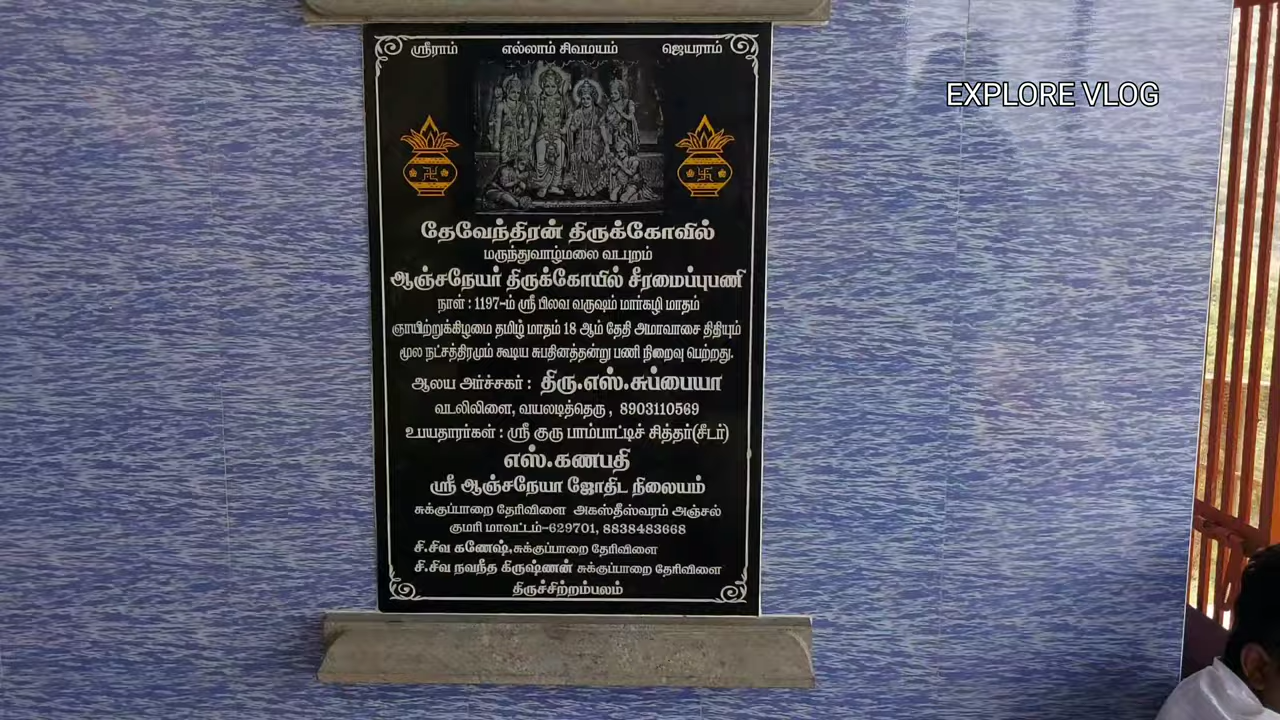 ஸ்ரீராம் எல்லாம் சிவமயம் ஜெயராம்
EXPLORE VLOG
தேவேந்திரன் திருக்கோவில்
மருந்துவாழ்மலை வடபுறம்
ஆஞ்சநேயர் திருக்கோயில் சீரமைப்புபணி
நாள் : 1197-ம் ஸ்ரீ பிலவ வருஷம் மார்கழி மாதம்
ஞாயிற்றுக்கிழமை தமிழ் மாதம் 18 ஆம் தேதி அமாவாசை திதியும்
மூல நட்சத்திரமும் கூடிய சுபதினத்தன்று பணி நிறைவு பெற்றது.
ஆலய அர்ச்சகர் : திரு.எஸ்.சுப்பையா
வடலிவிளை, வயலடித்தெரு , 8903110569
உபயதாரர்கள் : ஸ்ரீ குரு பாம்பாட்டிச் சித்தர்(சீடர்)
எஸ்.கணபதி
ஸ்ரீ ஆஞ்சநேயா ஜோதிட நிலையம்
சுக்குப்பாறை தேரிவிளை அகஸ்தீஸ்வரம் அஞ்சல்
குமரி மாவட்டம்-629701, 8838483668
சி.சிவ கணேஷ்,சுக்குப்பாறை தேரிவிளை
சி.சிவ நவநீத கிருஷ்ணன் சுக்குப்பாறை தேரிவிளை
திருச்சிற்றம்பலம்